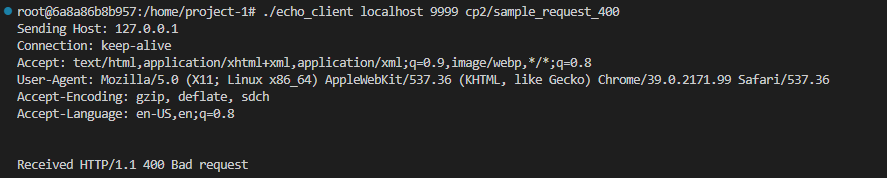 root@6a8a86b8b957:/home/project-1# ./echo_client localhost 9999 cp2/sample_request_400
Sending Host: 127.0.0.1
Connection: keep-alive
Accept: text/html,application/xhtml+xml,application/xml;q=0.9,image/webp,*/*;q=0.8
User-Agent: Mozilla/5.0 (X11; Linux x86_64) AppleWebKit/537.36 (KHTML, like Gecko) Chrome/39.0.2171.99 Safari/537.36
Accept-Encoding: gzip, deflate, sdch
Accept-Language: en-US,en;q=0.8
Received HTTP/1.1 400 Bad request